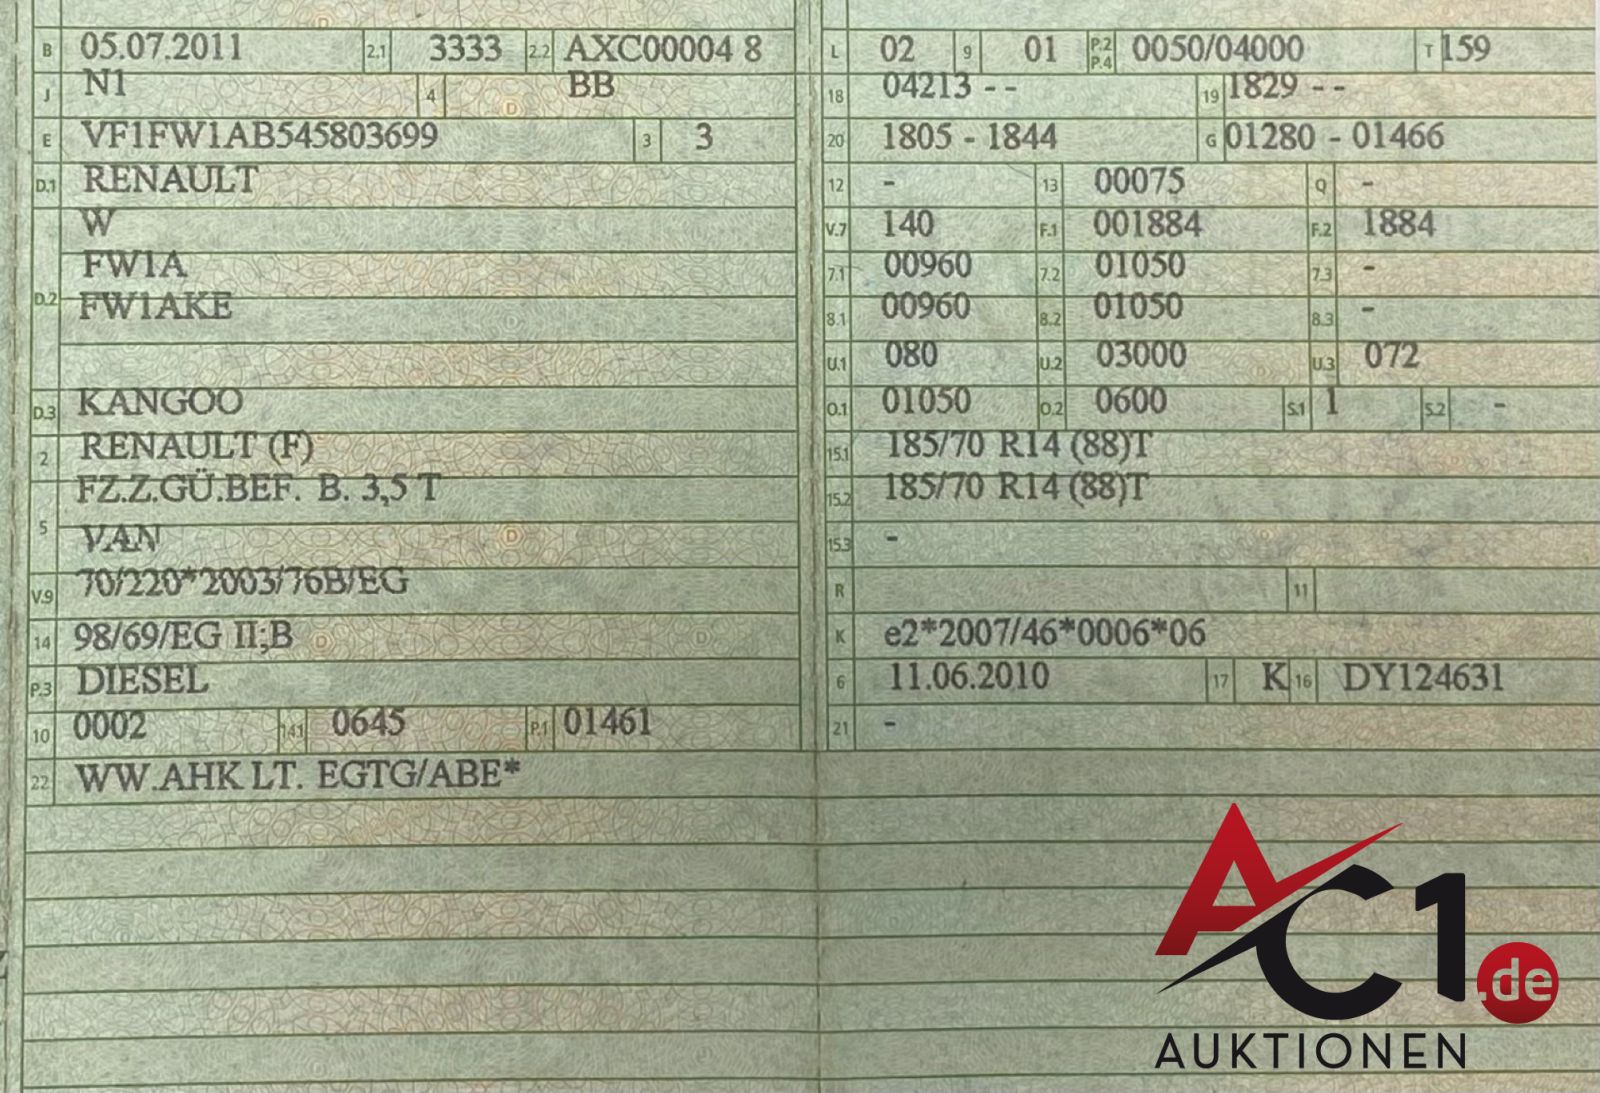 B 05.07.2011 2.1 3333 2.2 AXC00004 8
J N1 4 BB
E VF1FW1AB545803699 3 3
D.1 RENAULT
W
FW1A
D.2 FW1AKE
D.3 KANGOO
2 RENAULT (F)
FZ.Z.GÜ.BEF. B. 3,5 T
5 VAN
V.9 70/220*2003/76B/EG
14 98/69/EG II;B
P.3 DIESEL
10 0002 14.1 0645 P.1 01461
22 WW.AHK LT. EGTG/ABE*
L 02 9 01 P.2 P.4 0050/04000 T 159
18 04213 - - 19 1829 - -
20 1805 - 1844 G 01280 - 01466
12 - 13 00075 Q -
V.7 140 F.1 001884 F.2 1884
7.1 00960 7.2 01050 7.3 -
8.1 00960 8.2 01050 8.3 -
U.1 080 U.2 03000 U.3 072
O.1 01050 O.2 0600 S.1 1 S.2 -
15.1 185/70 R14 (88)T
15.2 185/70 R14 (88)T
15.3 -
R 11
K e2*2007/46*0006*06
6 11.06.2010 17 K 16 DY124631
21 -
AC1.de
AUKTIONEN